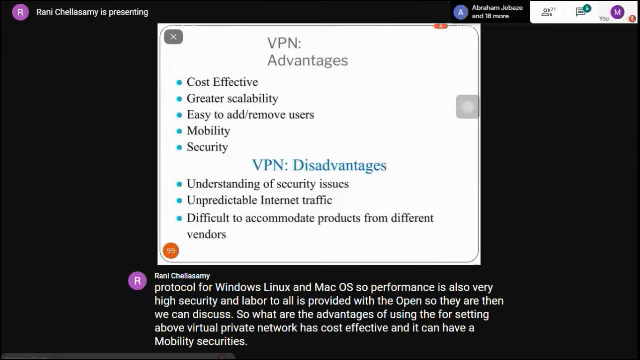 R Rani Chellasamy is presenting
A Abraham Jebaze
and 18 more
71
You
M
VPN:
Advantages
Cost Effective
Greater scalability
Easy to add/remove users
Mobility
Security
VPN: Disadvantages
Understanding of security issues
Unpredictable Internet traffic
Difficult to accommodate products from different
vendors
99
R Rani Chellasamy
protocol for Windows Linux and Mac OS so performance is also very
high security and labor to all is provided with the Open so they are then
we can discuss. So what are the advantages of using the for setting
above virtual private network has cost effective and it can have a
Mobility securities.